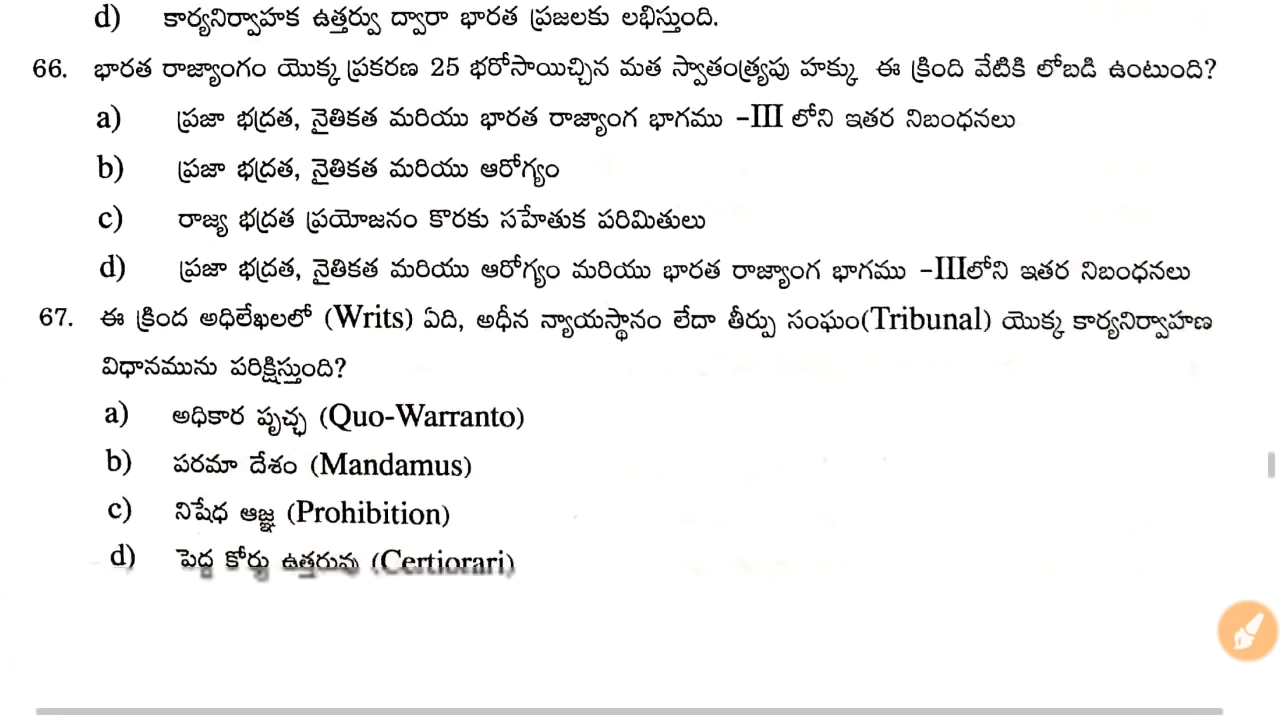 d) కార్యనిర్వాహక ఉత్తర్వు ద్వారా భారత ప్రజలకు లభిస్తుంది.
66. భారత రాజ్యాంగం యొక్క ప్రకరణ 25 భరోసాయిచ్చిన మత స్వాతంత్ర్యపు హక్కు ఈ క్రింది వేటికి లోబడి ఉంటుంది?
a) ప్రజా భద్రత, నైతికత మరియు భారత రాజ్యాంగ భాగము –III లోని ఇతర నిబంధనలు
b) ప్రజా భద్రత, నైతికత మరియు ఆరోగ్యం
c) రాజ్య భద్రత ప్రయోజనం కొరకు సహేతుక పరిమితులు
d) ప్రజా భద్రత, నైతికత మరియు ఆరోగ్యం మరియు భారత రాజ్యాంగ భాగము –IIIలోని ఇతర నిబంధనలు
67. ఈ క్రింద అధిలేఖలలో (Writs) ఏది, అధీన న్యాయస్థానం లేదా తీర్పు సంఘం(Tribunal) యొక్క కార్యనిర్వాహణ
విధానమును పరిక్షిస్తుంది?
a) అధికార పృచ్ఛ (Quo-Warranto)
b) పరమా దేశం (Mandamus)
c) నిషేధ ఆజ్ఞ (Prohibition)
d) పెద్ద కోర్టు ఉత్తరువు (Certiorari)